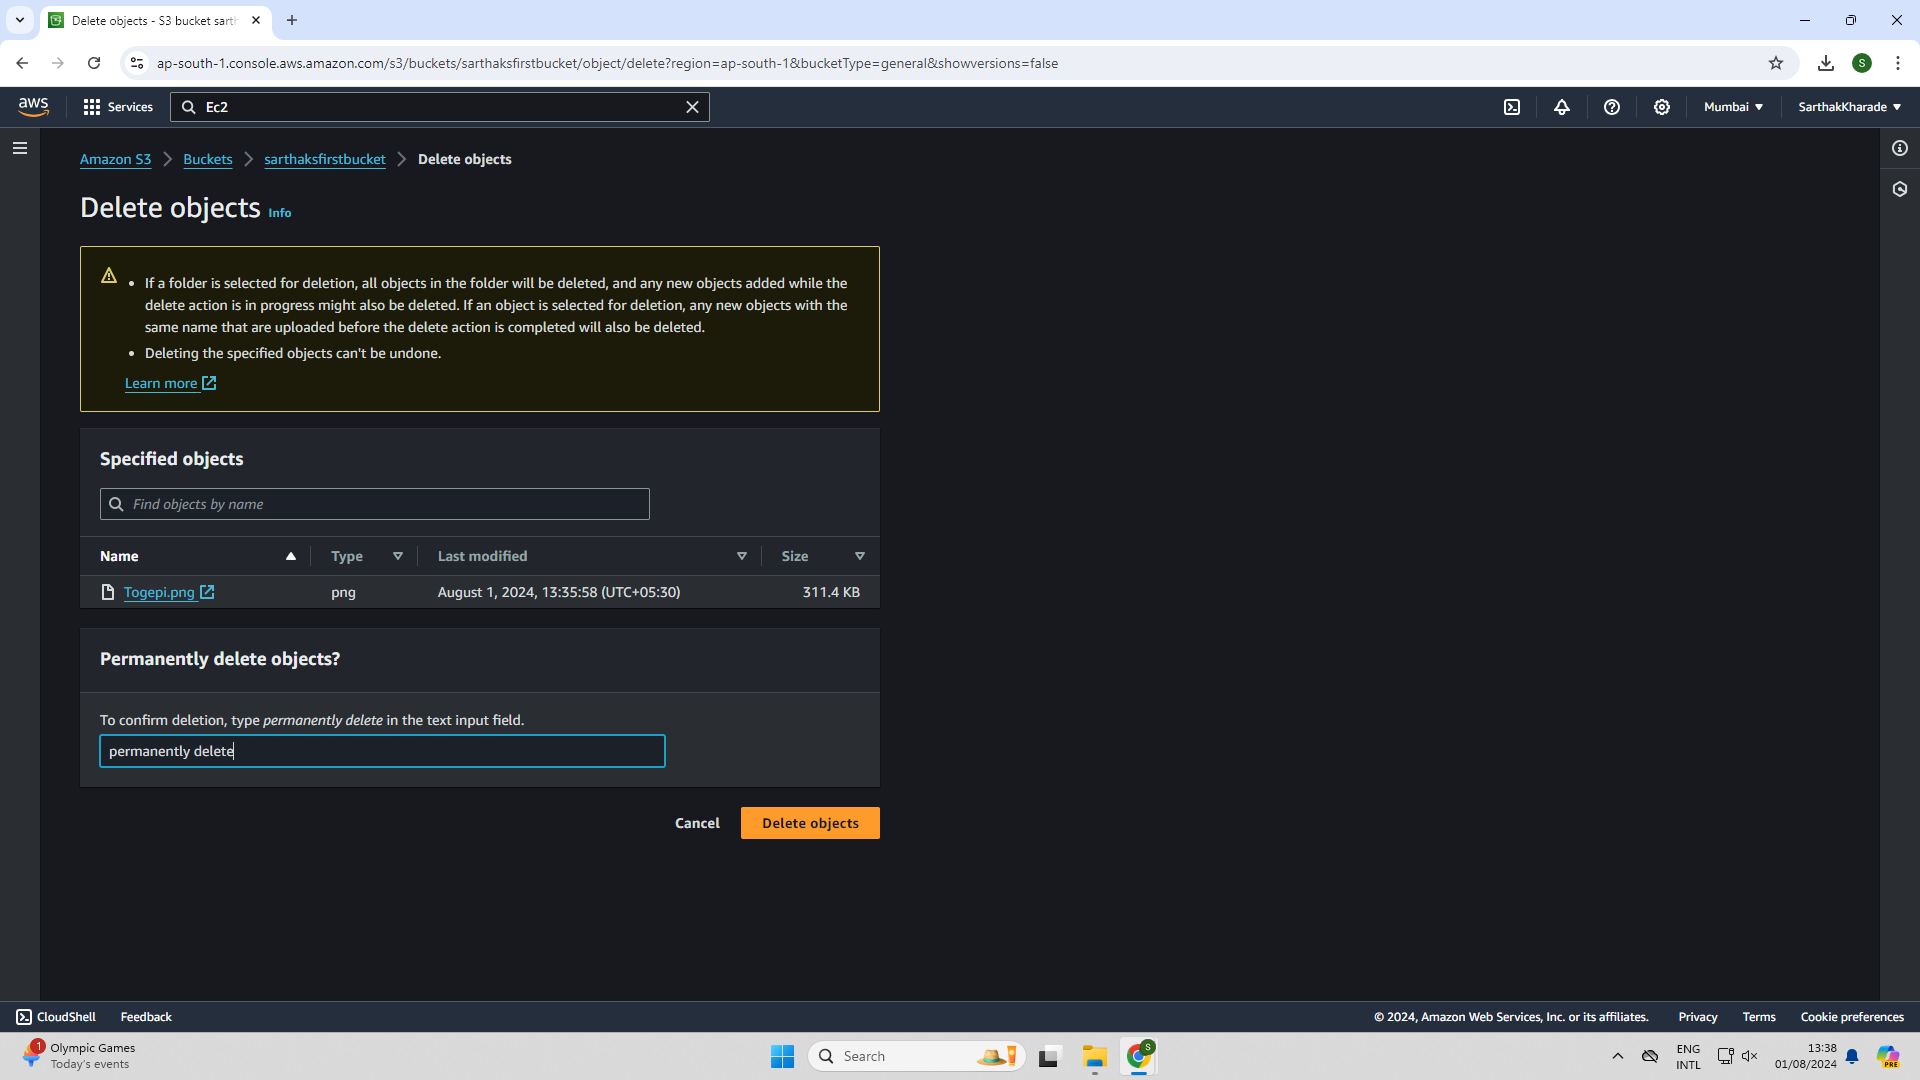 Delete objects - S3 bucket sarth
ap-south-1.console.aws.amazon.com/s3/buckets/sarthaksfirstbucket/object/delete?region=ap-south-1&bucketType=general&showversions=false
S
aws
Services
Ec2
Mumbai
SarthakKharade
Amazon S3
Buckets
sarthaksfirstbucket
Delete objects
Delete objects
Info
If a folder is selected for deletion, all objects in the folder will be deleted, and any new objects added while the
delete action is in progress might also be deleted. If an object is selected for deletion, any new objects with the
same name that are uploaded before the delete action is completed will also be deleted.
Deleting the specified objects can't be undone.
Learn more
Specified objects
Find objects by name
Name
Type
Last modified
Size
Togepi.png
png
August 1, 2024, 13:35:58 (UTC+05:30)
311.4 KB
Permanently delete objects?
To confirm deletion, type permanently delete in the text input field.
permanently delete
Cancel
Delete objects
CloudShell
Feedback
© 2024, Amazon Web Services, Inc. or its affiliates.
Privacy
Terms
Cookie preferences
1
Olympic Games
Today's events
Search
S
ENG
INTL
13:38
01/08/2024
PRE